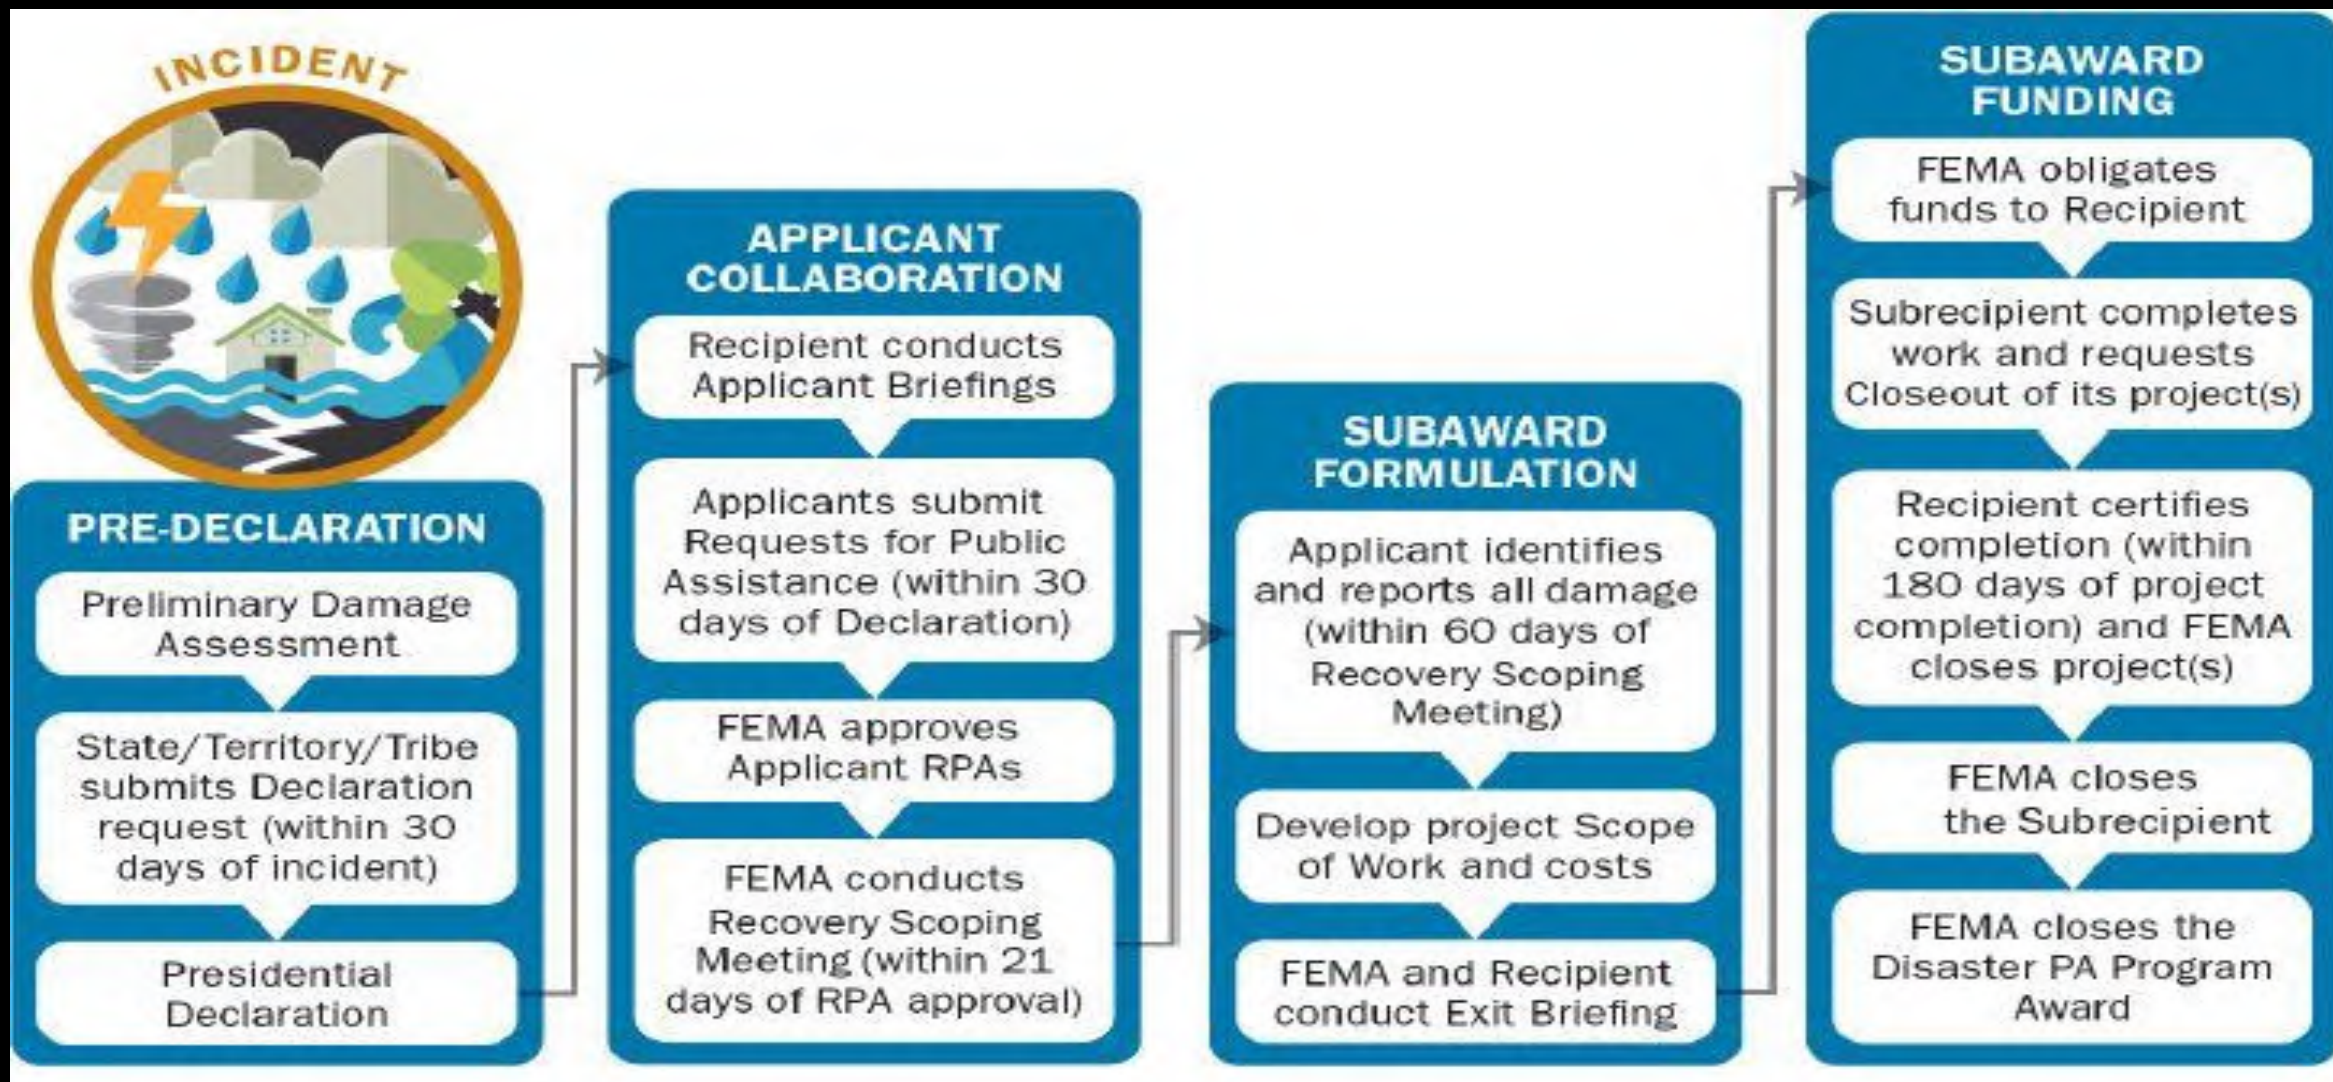 INCIDENT
PRE-DECLARATION
Preliminary Damage
Assessment
State/Territory/Tribe
submits Declaration
request (within 30
days of incident)
Presidential
Declaration
APPLICANT
COLLABORATION
Recipient conducts
Applicant Briefings
Applicants submit
Requests for Public
Assistance (within 30
days of Declaration)
FEMA approves
Applicant RPAs
FEMA conducts
Recovery Scoping
Meeting (within 21
days of RPA approval)
SUBAWARD
FORMULATION
Applicant identifies
and reports all damage
(within 60 days of
Recovery Scoping
Meeting)
Develop project Scope
of Work and costs
FEMA and Recipient
conduct Exit Briefing
SUBAWARD
FUNDING
FEMA obligates
funds to Recipient
Subrecipient completes
work and requests
Closeout of its project(s)
Recipient certifies
completion (within
180 days of project
completion) and FEMA
closes project(s)
FEMA closes
the Subrecipient
FEMA closes the
Disaster PA Program
Award